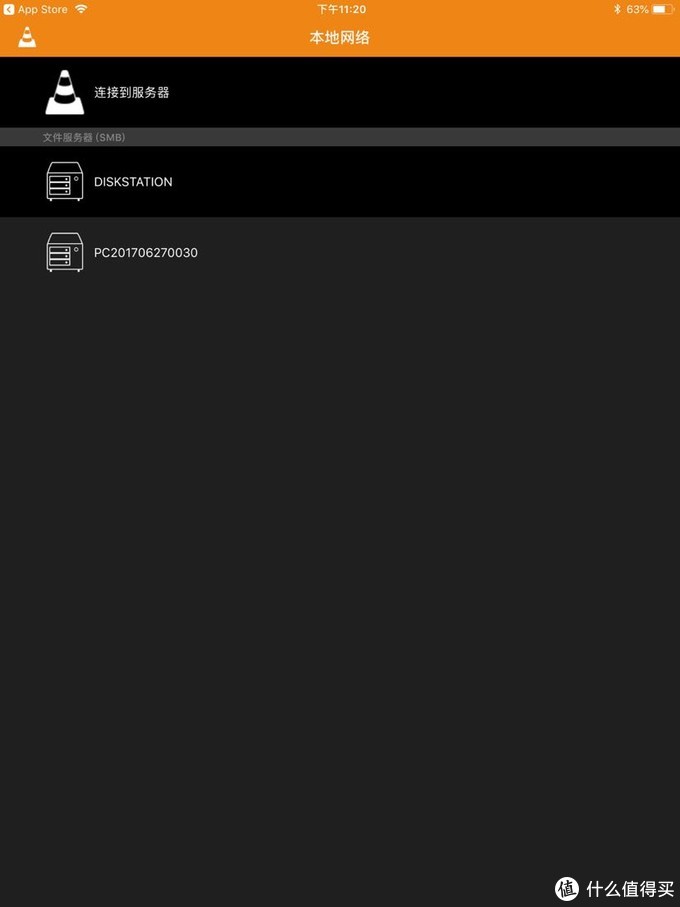 App Store 下午11:20 63%
本地网络
连接到服务器
文件服务器 (SMB)
DISKSTATION
PC201706270030
值 什么值得买